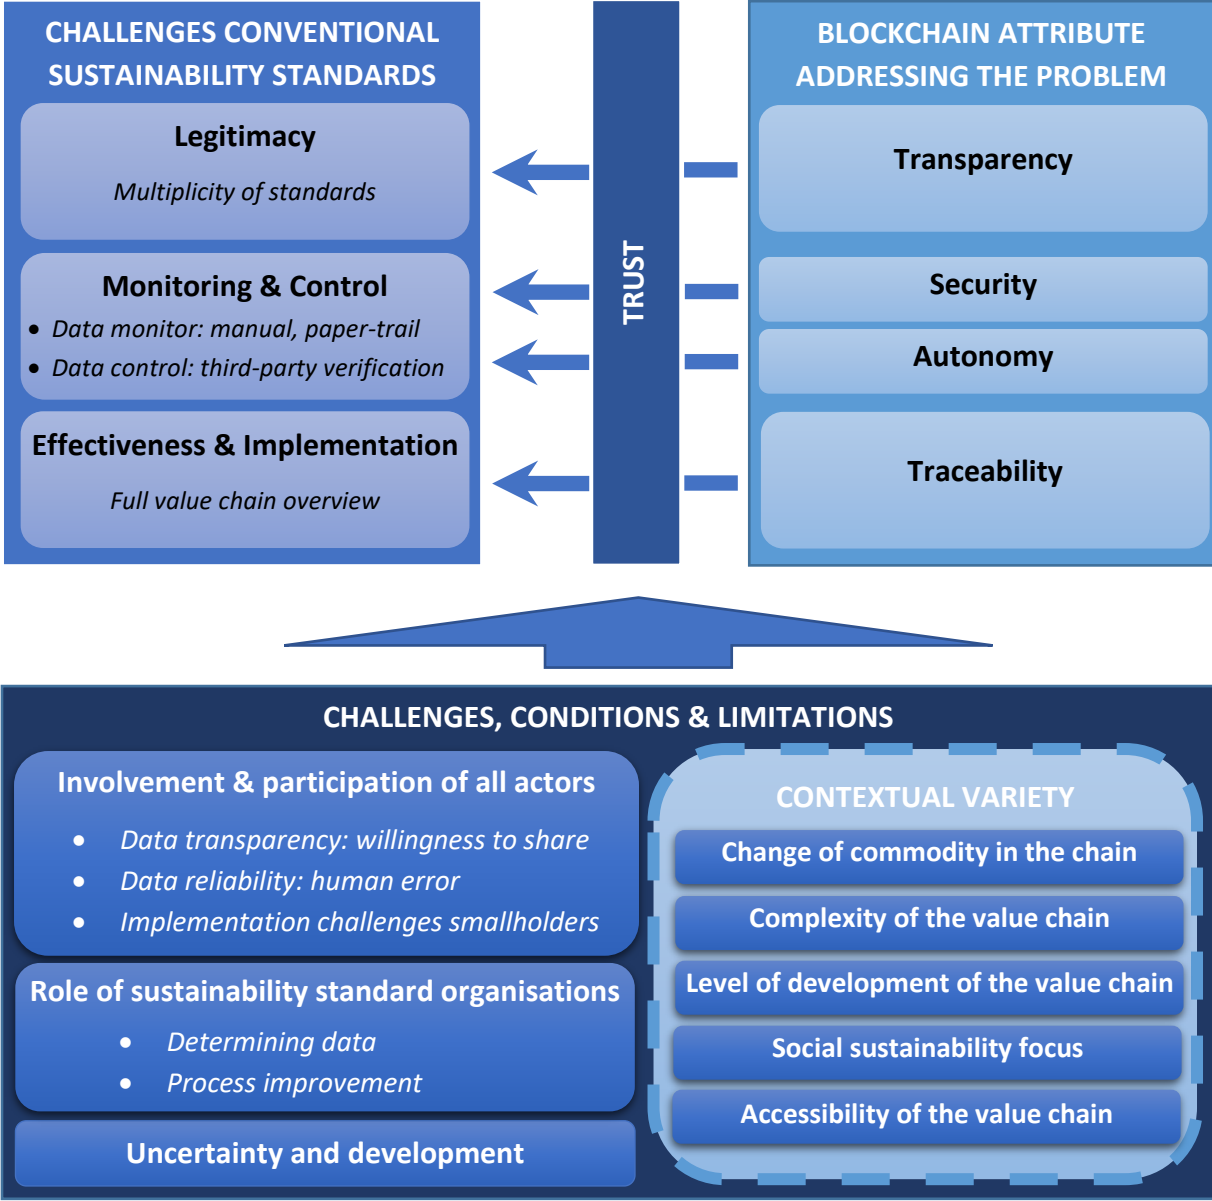 CHALLENGES CONVENTIONAL
SUSTAINABILITY STANDARDS
Legitimacy
Multiplicity of standards
Monitoring & Control
• Data monitor: manual, paper-trail
• Data control: third-party verification
Effectiveness & Implementation
Full value chain overview
TRUST
BLOCKCHAIN ATTRIBUTE
ADDRESSING THE PROBLEM
Transparency
Security
Autonomy
Traceability
CHALLENGES, CONDITIONS & LIMITATIONS
Involvement & participation of all actors
• Data transparency: willingness to share
• Data reliability: human error
• Implementation challenges smallholders
Role of sustainability standard organisations
• Determining data
• Process improvement
Uncertainty and development
CONTEXTUAL VARIETY
Change of commodity in the chain
Complexity of the value chain
Level of development of the value chain
Social sustainability focus
Accessibility of the value chain